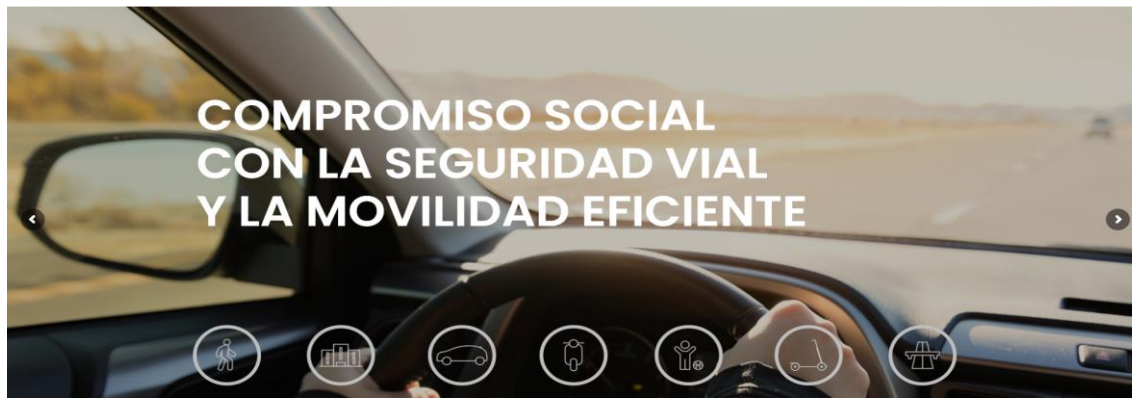 COMPROMISO SOCIAL
CON LA SEGURIDAD VIAL
Y LA MOVILIDAD EFICIENTE